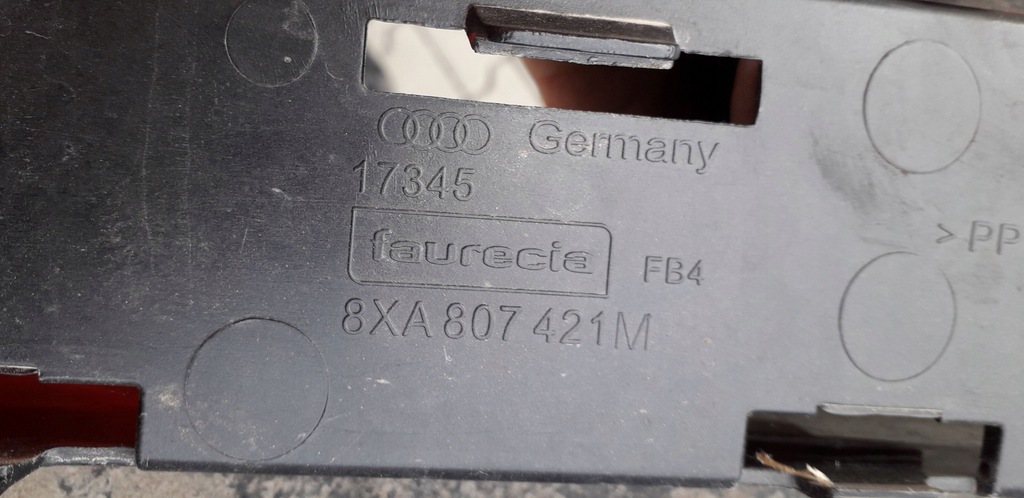 Germany
17345
faurecia
FB4
8XA 807 421M
>PP